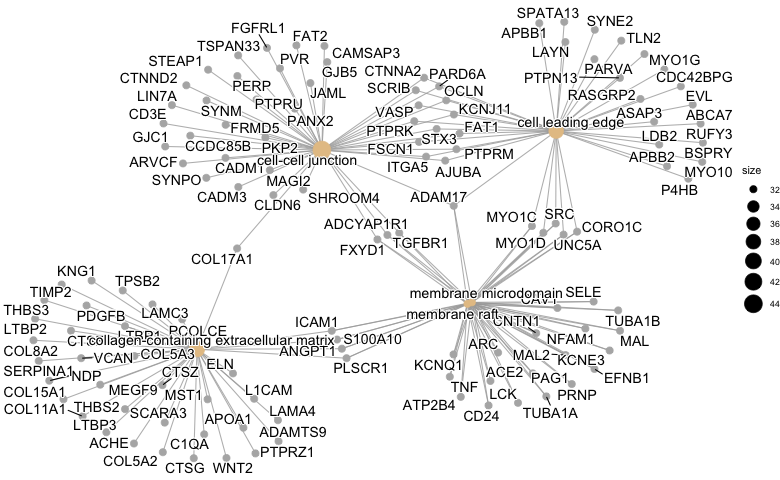 SPATA13
FGFRL1
FAT2
APBB1
SYNE2
TSPAN33
PVR
CAMSAP3
LAYN
TLN2
STEAP1
GJB5
CTNNA2
PARD6A
PTPN13
PARVA
MYO1G
CTNND2
PERP
JAML
SCRIB
OCLN
RASGRP2
CDC42BPG
LIN7A
PTPRU
VASP
KCNJ11
EVL
CD3E
SYNM
PANX2
ASAP3
ABCA7
FRMD5
PTPRK
STX3
FAT1
cell leading edge
LDB2
RUFY3
GJC1
CCDC85B
PKP2
FSCN1
PTPRM
APBB2
BSPRY
ARVCF
CADM1
cell-cell junction
ITGA5
AJUBA
MYO10
SYNPO
MAGI2
P4HB
CADM3
CLDN6
SHROOM4
ADAM17
ADCYAP1R1
MYO1C
SRC
CORO1C
FXYD1
TGFBR1
MYO1D
UNC5A
COL17A1
size
32
34
36
38
40
42
44
KNG1
TPSB2
TIMP2
membrane microdomain
SELE
THBS3
PDGFB
LAMC3
membrane raft
CNTN1
TUBA1B
LTBP2
PCOLCE
ICAM1
NFAM1
MAL
collagen-containing extracellular matrix
S100A10
ARC
COL8A2
VCAN
COL5A3
ANGPT1
MAL2
KCNE3
SERPINA1
NDP
CTSZ
ELN
PLSCR1
KCNQ1
ACE2
PAG1
EFNB1
COL15A1
MEGF9
MST1
L1CAM
TNF
LCK
PRNP
COL11A1
THBS2
SCARA3
LAMA4
ATP2B4
CD24
TUBA1A
LTBP3
APOA1
ADAMTS9
ACHE
C1QA
PTPRZ1
COL5A2
CTSG
WNT2